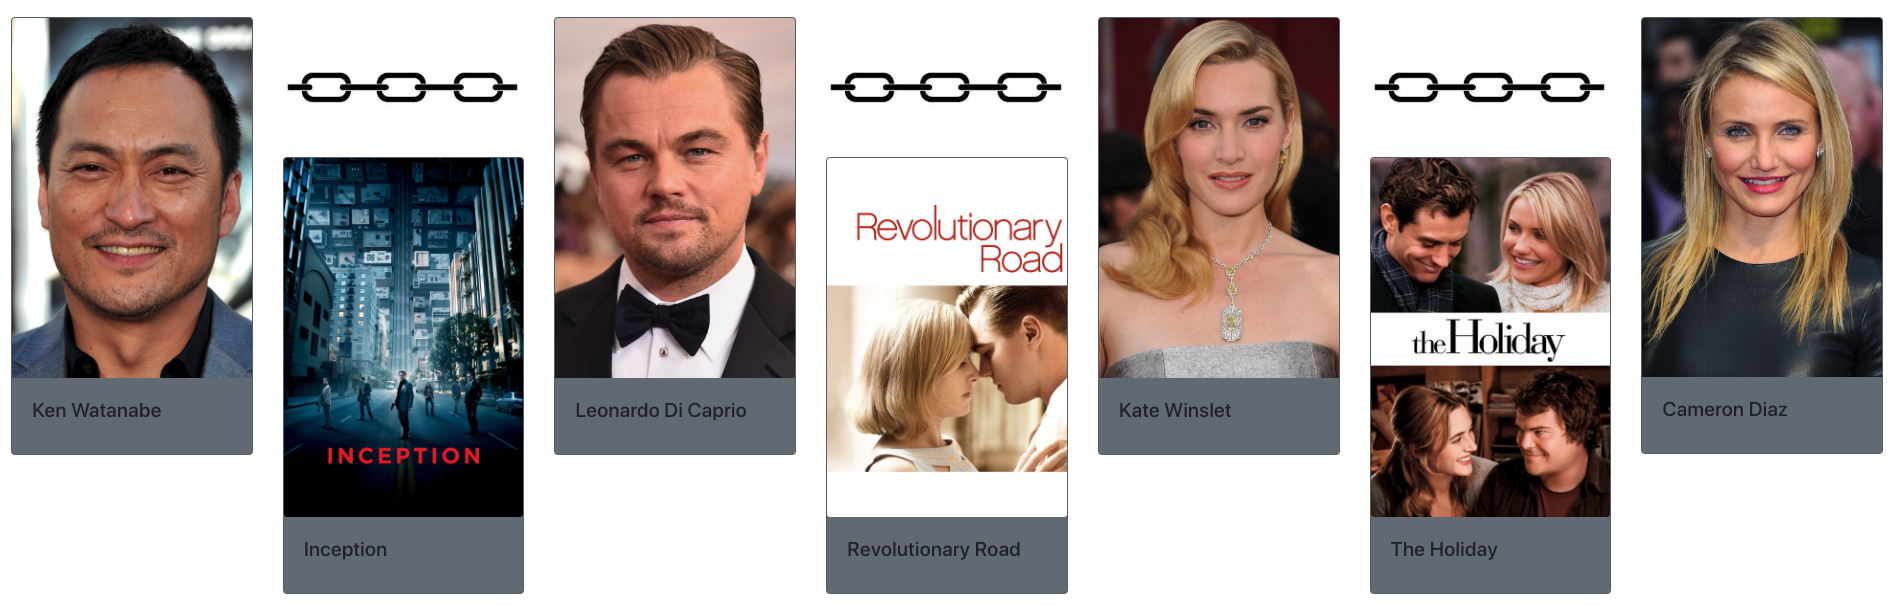 Ken Watanabe
INCEPTION
Inception
Leonardo Di Caprio
Revolutionary
Road
Revolutionary Road
Kate Winslet
the Holiday
The Holiday
Cameron Diaz